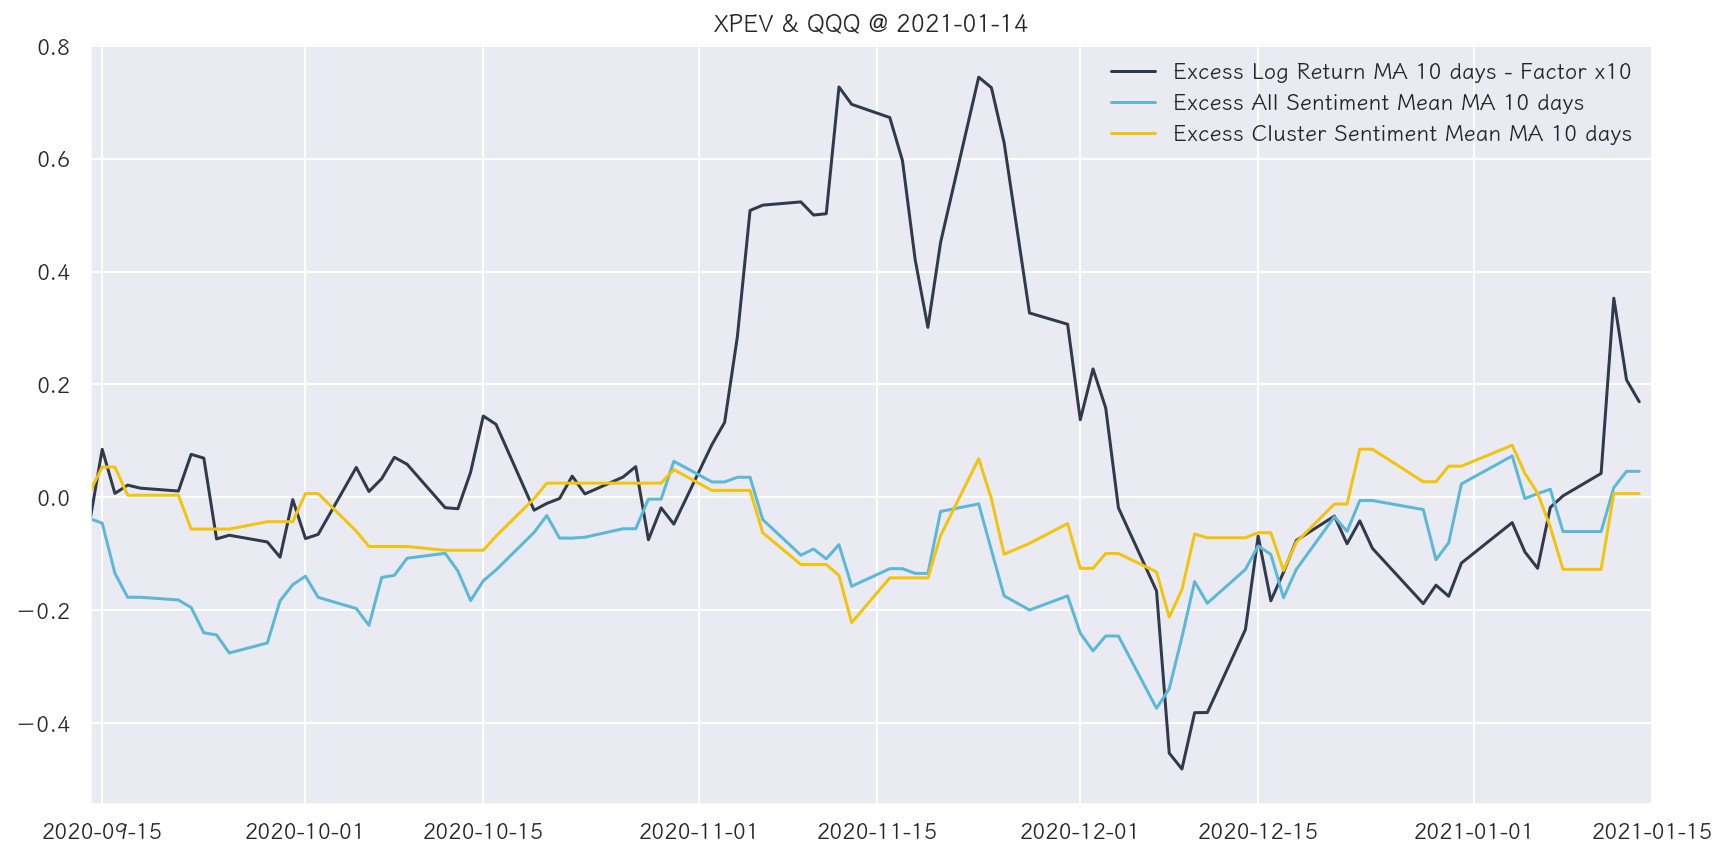 XPEV & QQQ @ 2021-01-14
Excess Log Return MA 10 days - Factor x10
Excess All Sentiment Mean MA 10 days
Excess Cluster Sentiment Mean MA 10 days
0.8
0.6
0.4
0.2
0.0
−0.2
−0.4
2020-09-15 2020-10-01 2020-10-15 2020-11-01 2020-11-15 2020-12-01 2020-12-15 2021-01-01 2021-01-15